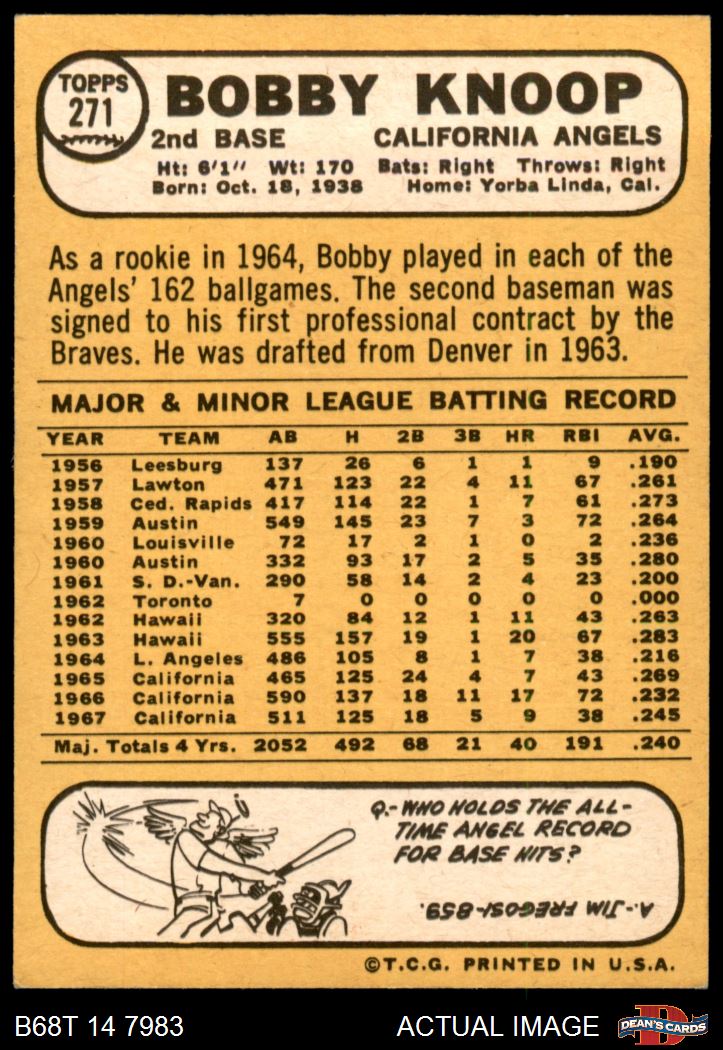 TOPPS
271
BOBBY KNOOP
2nd BASE CALIFORNIA ANGELS
Ht: 6'1" Wt: 170 Bats: Right Throws: Right
Born: Oct. 18, 1938 Home: Yorba Linda, Cal.
As a rookie in 1964, Bobby played in each of the
Angels' 162 ballgames. The second baseman was
signed to his first professional contract by the
Braves. He was drafted from Denver in 1963.
MAJOR & MINOR LEAGUE BATTING RECORD
YEAR TEAM AB H 2B 3B HR RBI AVG.
1956 Leesburg 137 26 6 1 1 9 .190
1957 Lawton 471 123 22 4 11 67 .261
1958 Ced. Rapids 417 114 22 1 7 61 .273
1959 Austin 549 145 23 7 3 72 .264
1960 Louisville 72 17 2 1 0 2 .236
1960 Austin 332 93 17 2 5 35 .280
1961 S. D.-Van. 290 58 14 2 4 23 .200
1962 Toronto 7 0 0 0 0 0 .000
1962 Hawaii 320 84 12 1 11 43 .263
1963 Hawaii 555 157 19 1 20 67 .283
1964 L. Angeles 486 105 8 1 7 38 .216
1965 California 465 125 24 4 7 43 .269
1966 California 590 137 18 11 17 72 .232
1967 California 511 125 18 5 9 38 .245
Maj. Totals 4 Yrs. 2052 492 68 21 40 191 .240
Q.- WHO HOLDS THE ALL-
TIME ANGEL RECORD
FOR BASE HITS?
A.- JIM FREGOSI-859.
©T.C.G. PRINTED IN U.S.A.
B68T 14 7983 ACTUAL IMAGE
D
DEAN'S CARDS